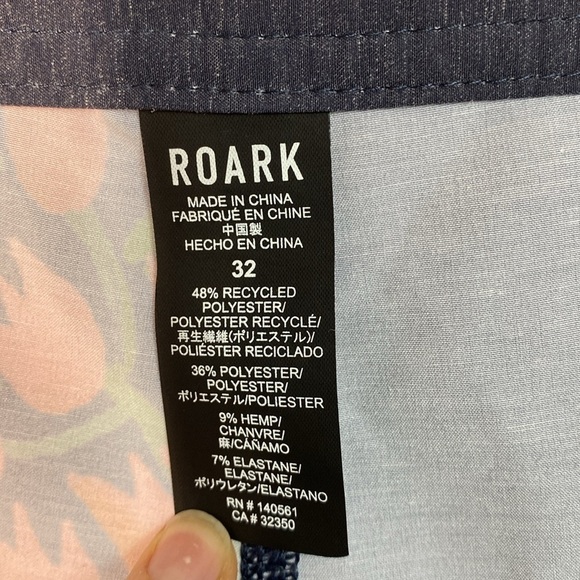 ROARK
MADE IN CHINA
FABRIQUÉ EN CHINE
中国製
HECHO EN CHINA
32
48% RECYCLED
POLYESTER/
POLYESTER RECYCLÉ/
再生繊維(ポリエステル)/
POLIÉSTER RECICLADO
36% POLYESTER/
POLYESTER/
ポリエステル/POLIESTER
9% HEMP/
CHANVRE/
麻/CÁÑAMO
7% ELASTANE/
ELASTANE/
ポリウレタン/ELASTANO
RN # 140561
CA # 32350